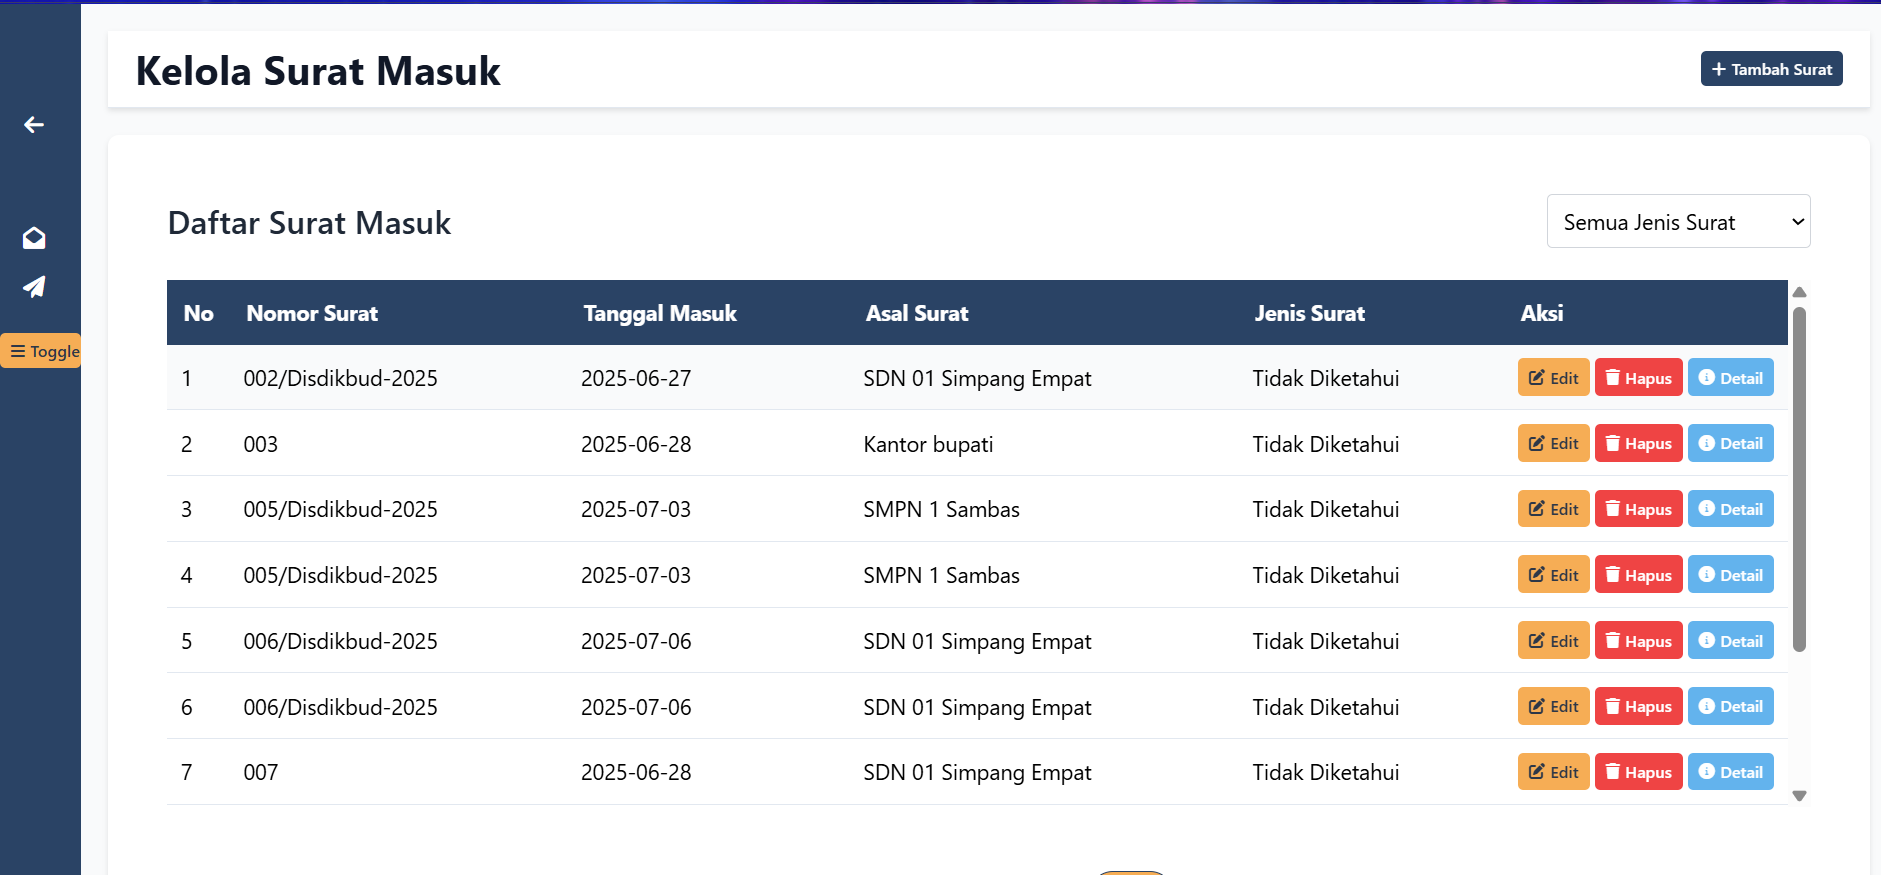 Kelola Surat Masuk
+ Tambah Surat
Toggle
Daftar Surat Masuk
Semua Jenis Surat
No Nomor Surat Tanggal Masuk Asal Surat Jenis Surat Aksi
1 002/Disdikbud-2025 2025-06-27 SDN 01 Simpang Empat Tidak Diketahui Edit Hapus Detail
2 003 2025-06-28 Kantor bupati Tidak Diketahui Edit Hapus Detail
3 005/Disdikbud-2025 2025-07-03 SMPN 1 Sambas Tidak Diketahui Edit Hapus Detail
4 005/Disdikbud-2025 2025-07-03 SMPN 1 Sambas Tidak Diketahui Edit Hapus Detail
5 006/Disdikbud-2025 2025-07-06 SDN 01 Simpang Empat Tidak Diketahui Edit Hapus Detail
6 006/Disdikbud-2025 2025-07-06 SDN 01 Simpang Empat Tidak Diketahui Edit Hapus Detail
7 007 2025-06-28 SDN 01 Simpang Empat Tidak Diketahui Edit Hapus Detail